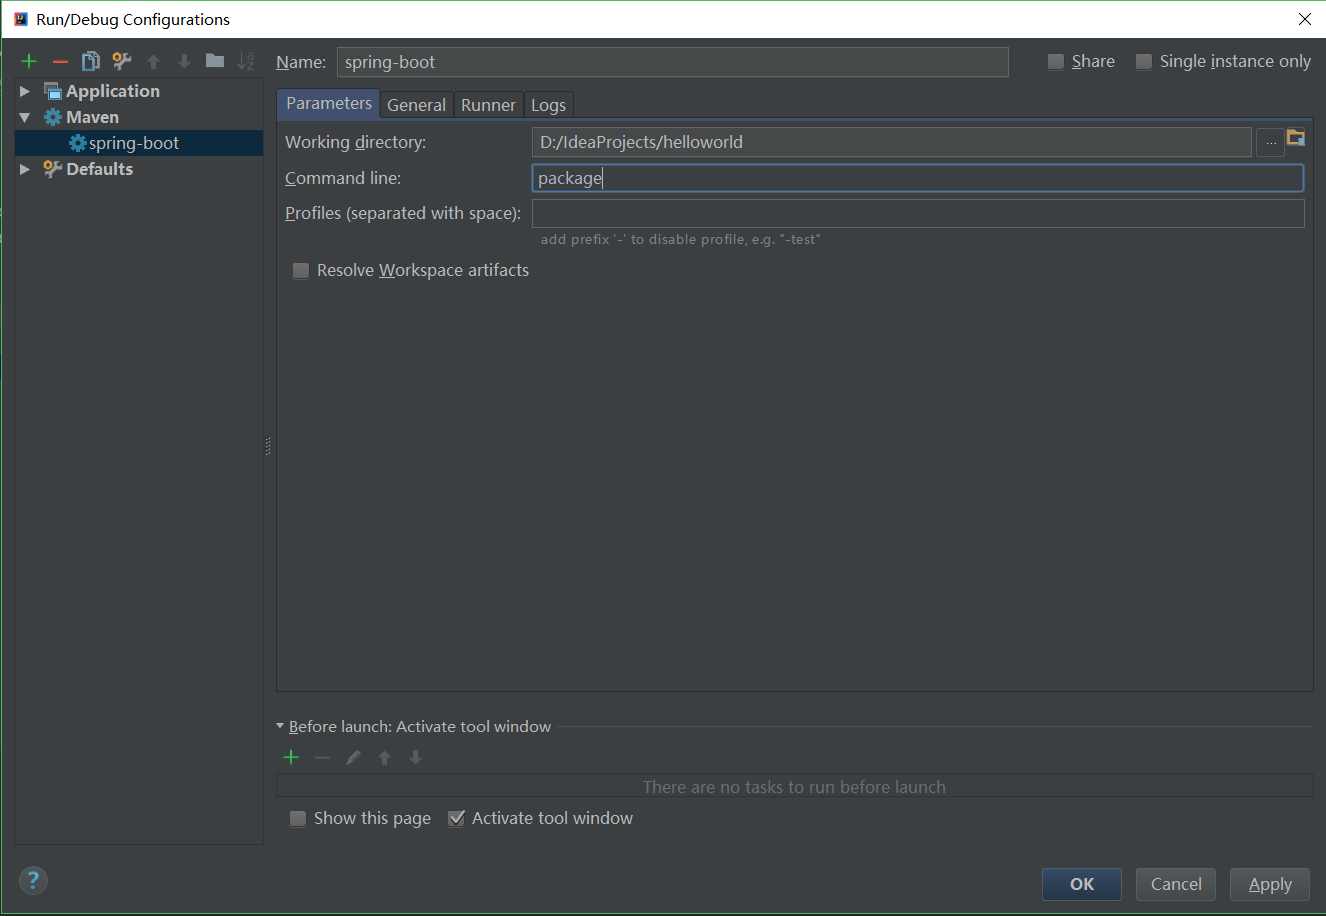 Run/Debug Configurations
Name: spring-boot
Share
Single instance only
Application
Maven
spring-boot
Defaults
Parameters General Runner Logs
Working directory: D:/IdeaProjects/helloworld ...
Command line: package
Profiles (separated with space):
add prefix '-' to disable profile, e.g. "-test"
Resolve Workspace artifacts
Before launch: Activate tool window
There are no tasks to run before launch
Show this page Activate tool window
?
OK Cancel Apply